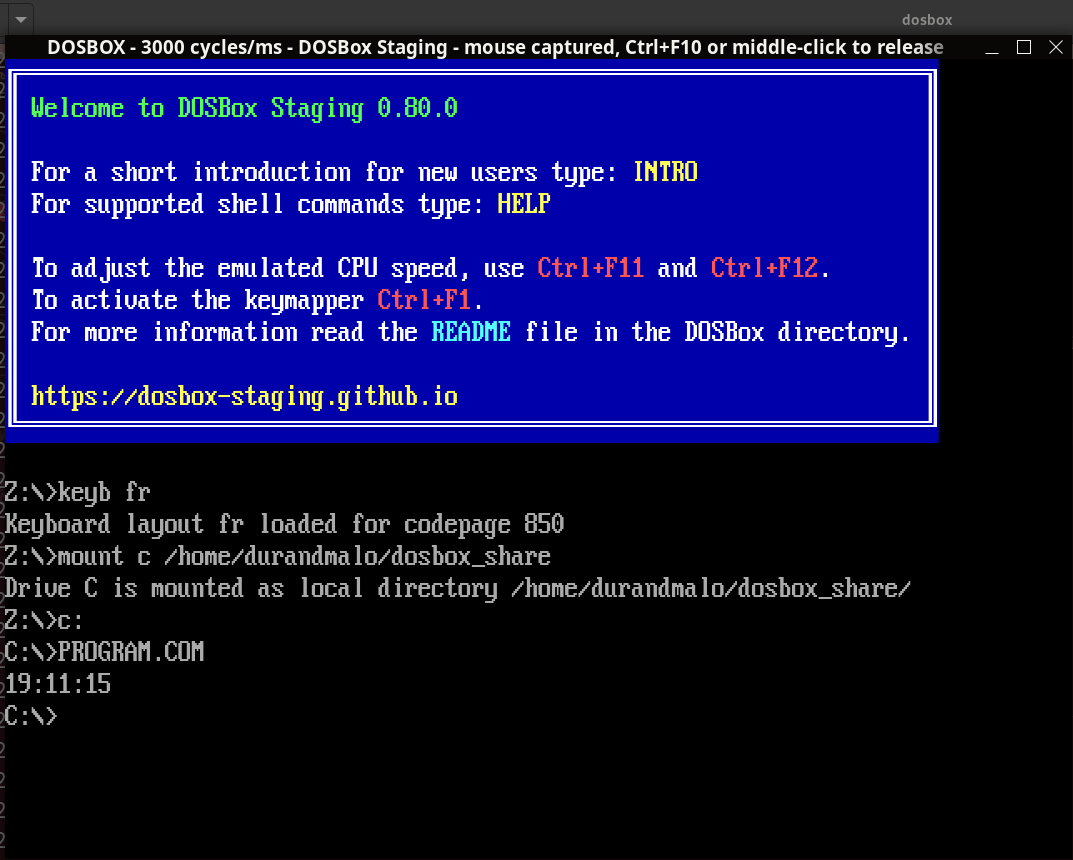 dosbox
DOSBOX - 3000 cycles/ms - DOSBox Staging - mouse captured, Ctrl+F10 or middle-click to release
Welcome to DOSBox Staging 0.80.0
For a short introduction for new users type: INTRO
For supported shell commands type: HELP
To adjust the emulated CPU speed, use Ctrl+F11 and Ctrl+F12.
To activate the keymapper Ctrl+F1.
For more information read the README file in the DOSBox directory.
https://dosbox-staging.github.io
Z:\>keyb fr
Keyboard layout fr loaded for codepage 850
Z:\>mount c /home/durandmalo/dosbox_share
Drive C is mounted as local directory /home/durandmalo/dosbox_share/
Z:\>c:
C:\>PROGRAM.COM
19:11:15
C:\>